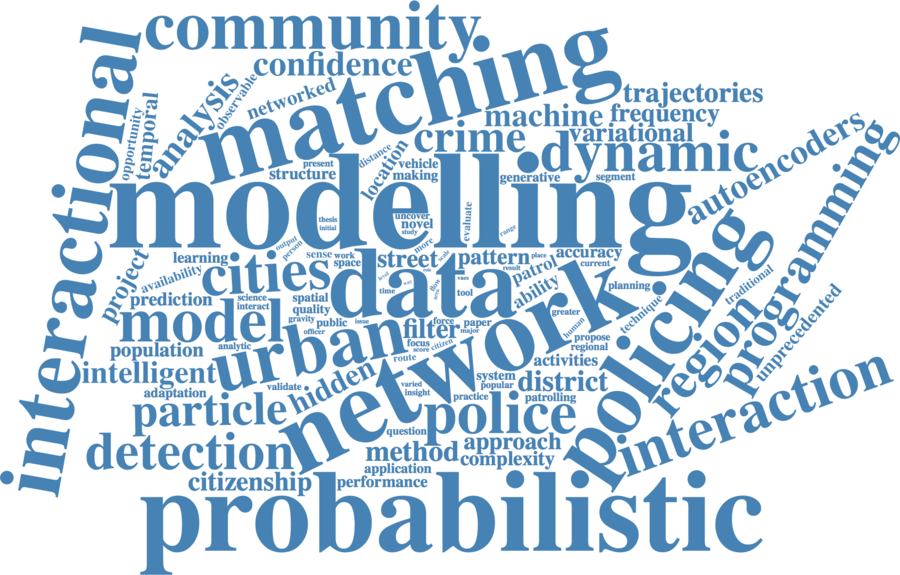 community
interactional
matching
confidence
networked
observable
analysis
opportunity
temporal
trajectories
machine
frequency
variational
crime
dynamic
autoencoders
programming
location
distance
present
structure
vehicle
making
generative
segment
modelling
thesis
initial
uncover
novel
study
evaluate
range
more
output
person
sense
work
space
street
pattern
place
result
accuracy
current
patrol
ability
planning
learning
availability
project
prediction
cities
data
science
interact
spatial
quality
gravity
public
issue
officer
time
tool
model
urban
filter
force
paper
major
focus
score
citizen
route
analytic
network
greater
human
technique
propose
regional
policing
region
traditional
unprecedented
population
intelligent
adaptation
validate
hidden
varied
insight
system
popular
practice
activities
district
patrolling
particle
police
question
interaction
detection
method
approach
complexity
application
performance
citizenship
probabilistic